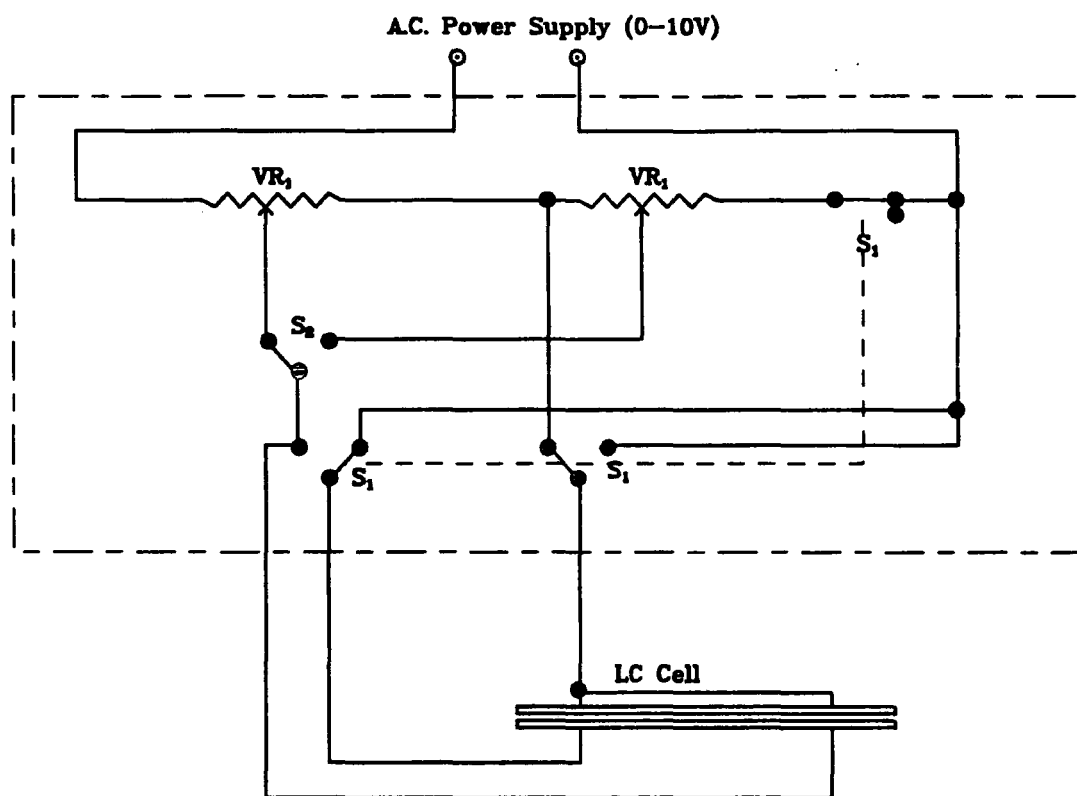 A.C. Power Supply (0-10V)
VR₁
VR₁
S₁
S₂
S₁
S₁
LC Cell